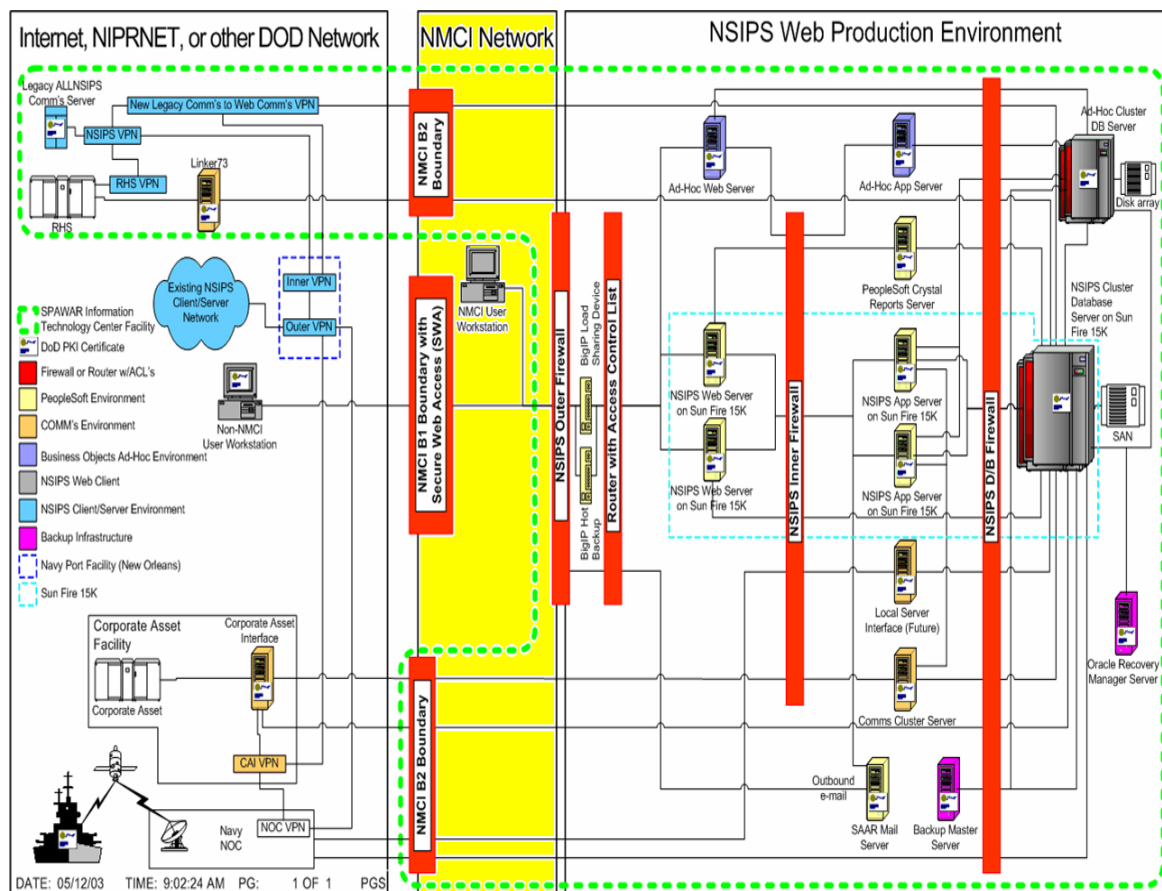 Internet, NIPRNET, or other DOD Network
NMCI Network
NSIPS Web Production Environment
Legacy ALLNSIPS
Comm's Server
New Legacy Comm's to Web Comm's VPN
NSIPS VPN
RHS VPN
Linker73
RHS
NMCI B2
Boundary
Ad-Hoc Web Server
Ad-Hoc App Server
Ad-Hoc Cluster
DB Server
Disk array
Existing NSIPS
Client/Server
Network
Inner VPN
Outer VPN
NMCI B1 Boundary with
Secure Web Access (SWA)
NMCI User
Workstation
NSIPS Outer Firewall
BigIP Load
Sharing Device
BigIP Hot
Backup
Router with Access Control List
PeopleSoft Crystal
Reports Server
NSIPS Cluster
Database
Server on Sun
Fire 15K
NSIPS Web Server
on Sun Fire 15K
NSIPS Web Server
on Sun Fire 15K
NSIPS Inner Firewall
NSIPS App Server
on Sun Fire 15K
NSIPS App Server
on Sun Fire 15K
NSIPS D/B Firewall
SAN
SPAWAR Information
Technology Center Facility
DoD PKI Certificate
Firewall or Router w/ACL's
PeopleSoft Environment
COMM's Environment
Business Objects Ad-Hoc Environment
NSIPS Web Client
NSIPS Client/Server Environment
Backup Infrastructure
Navy Port Facility (New Orleans)
Sun Fire 15K
Non-NMCI
User Workstation
Local Server
Interface (Future)
Oracle Recovery
Manager Server
Corporate Asset
Facility
Corporate Asset
Interface
Corporate Asset
CAI VPN
NMCI B2 Boundary
Comms Cluster Server
Navy
NOC
NOC VPN
Outbound
e-mail
SAAR Mail
Server
Backup Master
Server
DATE: 05/12/03 TIME: 9:02:24 AM PG: 1 OF 1 PGS